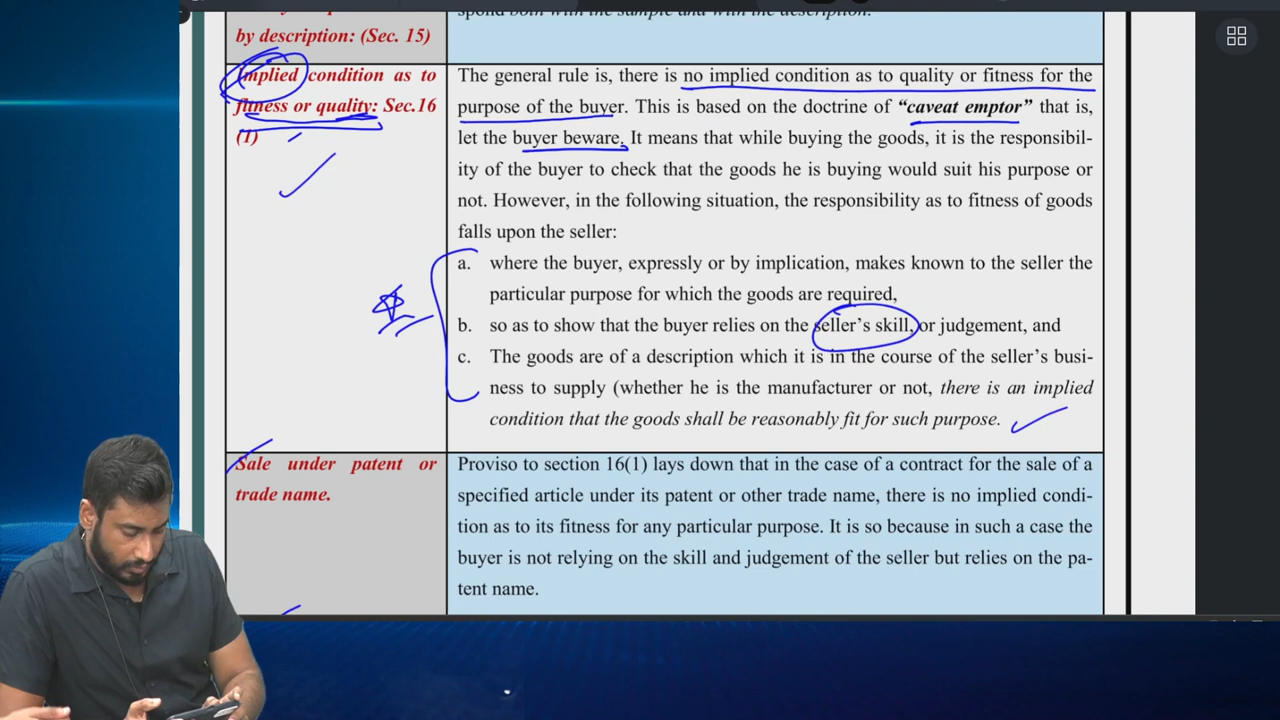 spond both with the sample and with the description.
by description: (Sec. 15)
Implied condition as to
fitness or quality: Sec.16
(1)
The general rule is, there is no implied condition as to quality or fitness for the
purpose of the buyer. This is based on the doctrine of “caveat emptor” that is,
let the buyer beware. It means that while buying the goods, it is the responsibil-
ity of the buyer to check that the goods he is buying would suit his purpose or
not. However, in the following situation, the responsibility as to fitness of goods
falls upon the seller:
a. where the buyer, expressly or by implication, makes known to the seller the
particular purpose for which the goods are required,
b. so as to show that the buyer relies on the seller’s skill, or judgement, and
c. The goods are of a description which it is in the course of the seller’s busi-
ness to supply (whether he is the manufacturer or not, there is an implied
condition that the goods shall be reasonably fit for such purpose.
Sale under patent or
trade name.
Proviso to section 16(1) lays down that in the case of a contract for the sale of a
specified article under its patent or other trade name, there is no implied condi-
tion as to its fitness for any particular purpose. It is so because in such a case the
buyer is not relying on the skill and judgement of the seller but relies on the pa-
tent name.